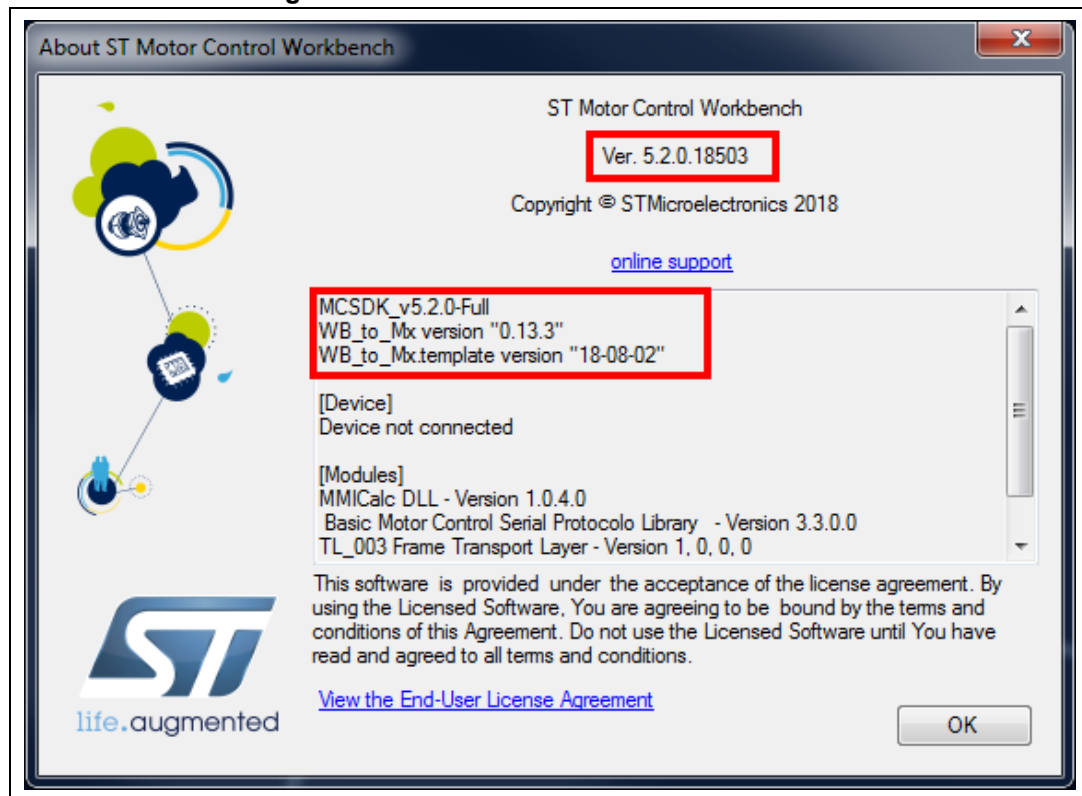 About ST Motor Control Workbench
ST Motor Control Workbench
Ver. 5.2.0.18503
Copyright © STMicroelectronics 2018
online support
MCSDK_v5.2.0-Full
WB_to_Mx version "0.13.3"
WB_to_Mx.template version "18-08-02"
[Device]
Device not connected
[Modules]
MMICalc DLL - Version 1.0.4.0
Basic Motor Control Serial Protocolo Library - Version 3.3.0.0
TL_003 Frame Transport Layer - Version 1, 0, 0, 0
This software is provided under the acceptance of the license agreement. By
using the Licensed Software, You are agreeing to be bound by the terms and
conditions of this Agreement. Do not use the Licensed Software until You have
read and agreed to all terms and conditions.
View the End-User License Agreement
ST
life.augmented
OK